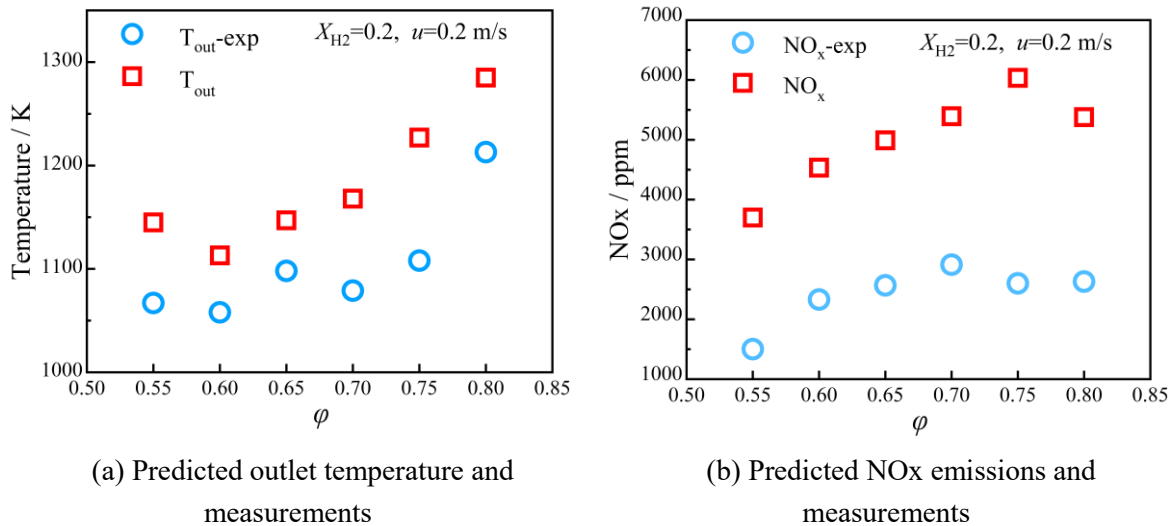 T_out-exp
X_H2=0.2, u=0.2 m/s
T_out
1300
1200
1100
1000
Temperature / K
0.50 0.55 0.60 0.65 0.70 0.75 0.80 0.85
φ
(a) Predicted outlet temperature and
measurements
NO_x-exp
X_H2=0.2, u=0.2 m/s
NO_x
7000
6000
5000
4000
3000
2000
1000
NOx / ppm
0.50 0.55 0.60 0.65 0.70 0.75 0.80 0.85
φ
(b) Predicted NOx emissions and
measurements